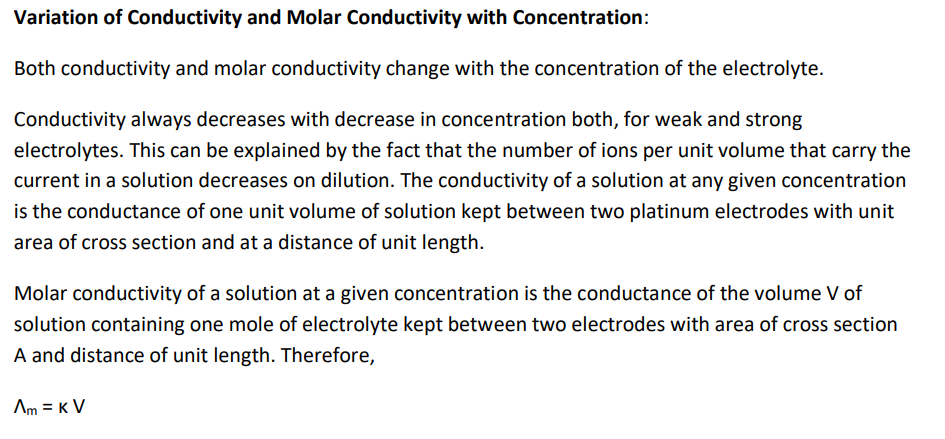 Variation of Conductivity and Molar Conductivity with Concentration:
Both conductivity and molar conductivity change with the concentration of the electrolyte.
Conductivity always decreases with decrease in concentration both, for weak and strong
electrolytes. This can be explained by the fact that the number of ions per unit volume that carry the
current in a solution decreases on dilution. The conductivity of a solution at any given concentration
is the conductance of one unit volume of solution kept between two platinum electrodes with unit
area of cross section and at a distance of unit length.
Molar conductivity of a solution at a given concentration is the conductance of the volume V of
solution containing one mole of electrolyte kept between two electrodes with area of cross section
A and distance of unit length. Therefore,
Λm = κ V